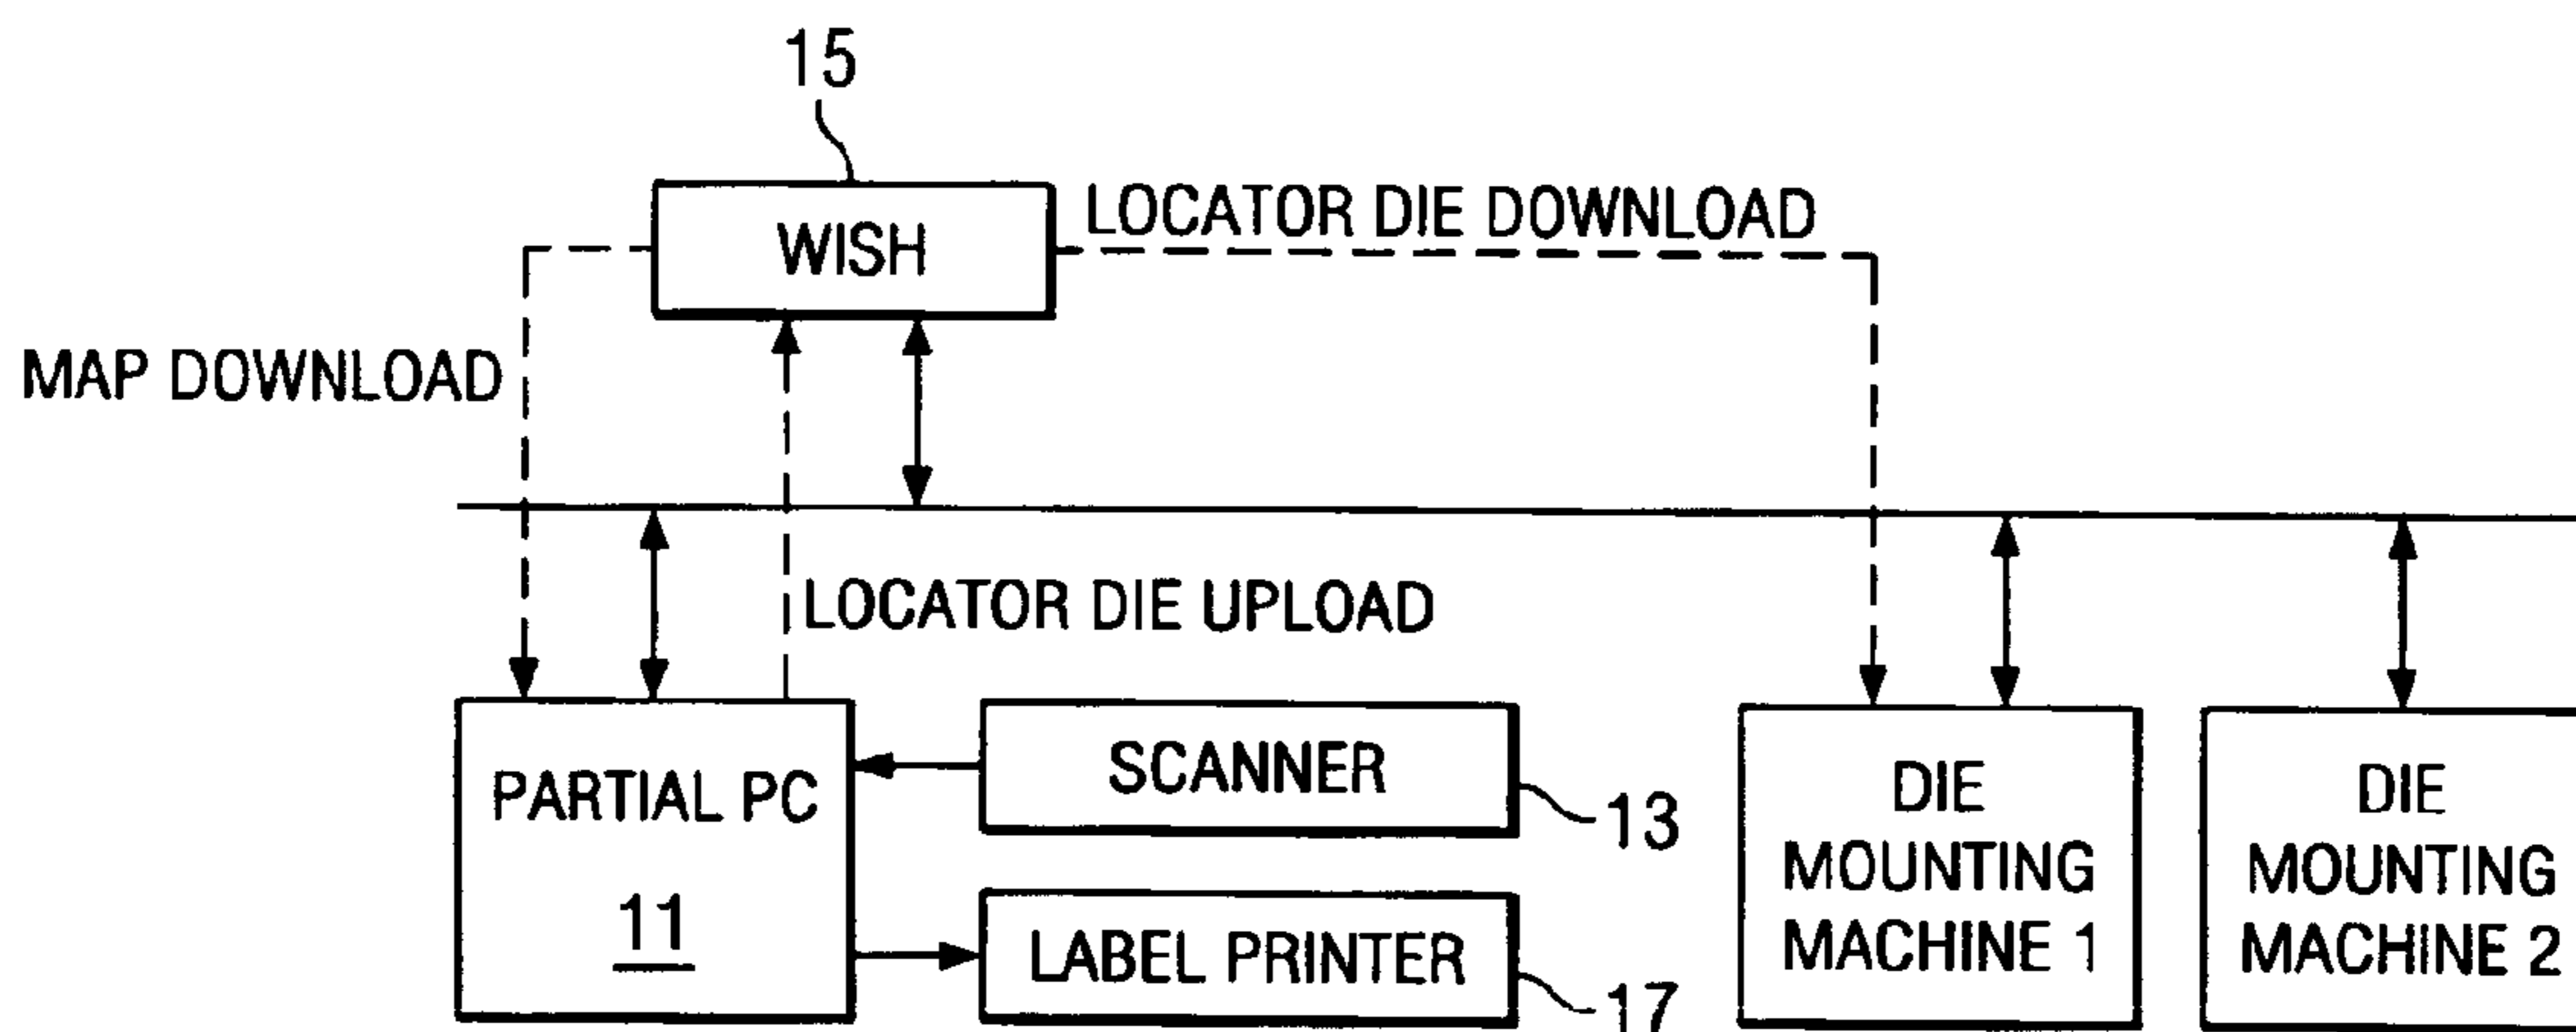 15
WISH
LOCATOR DIE DOWNLOAD
MAP DOWNLOAD
LOCATOR DIE UPLOAD
PARTIAL PC
11
SCANNER
13
LABEL PRINTER
17
DIE
MOUNTING
MACHINE 1
DIE
MOUNTING
MACHINE 2